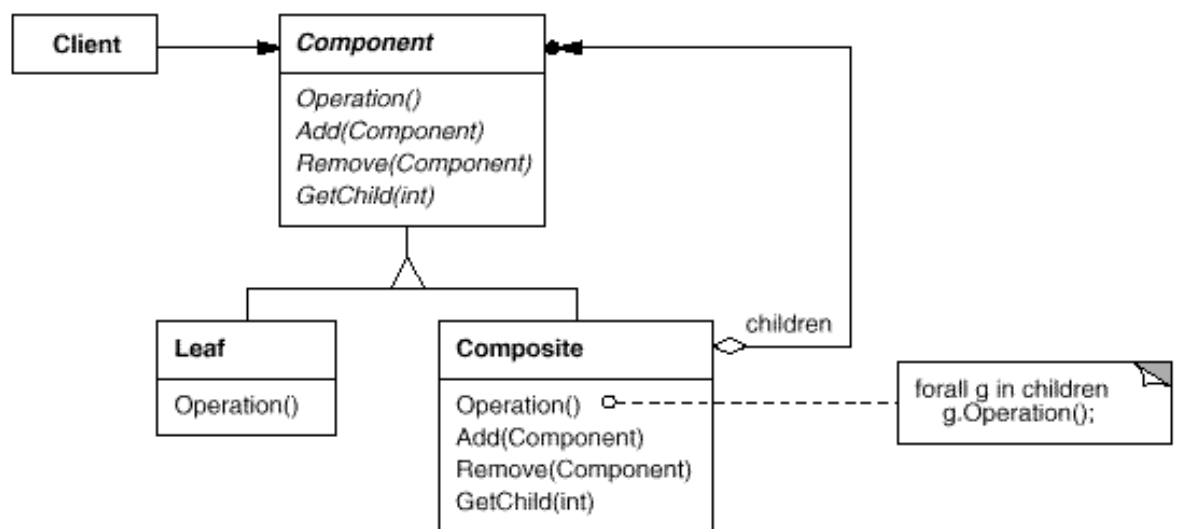 Client
Component
Operation()
Add(Component)
Remove(Component)
GetChild(int)
Leaf
Operation()
Composite
Operation()
Add(Component)
Remove(Component)
GetChild(int)
children
forall g in children
g.Operation();